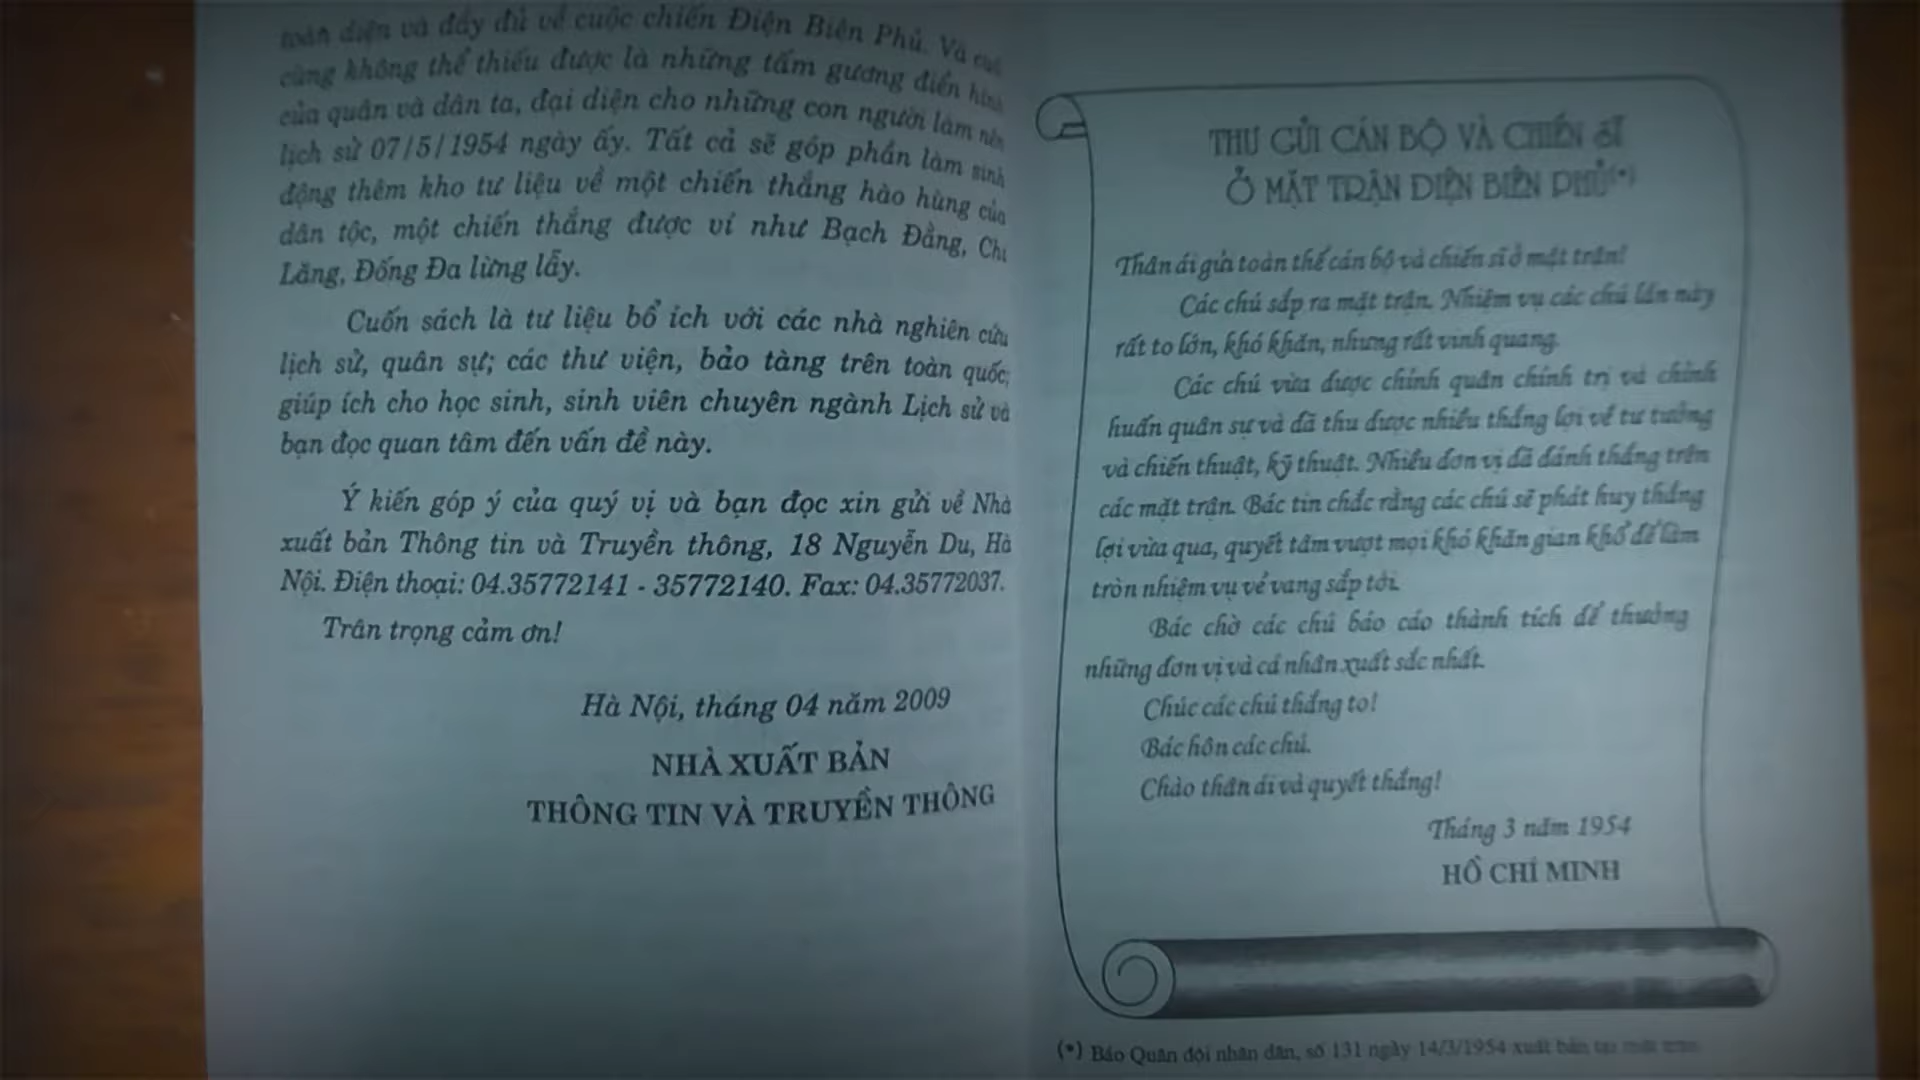 toàn diện và đầy đủ về cuộc chiến Điện Biên Phủ. Và cuối
cùng không thể thiếu được là những tấm gương điển hình
của quân và dân ta, đại diện cho những con người làm nên
lịch sử 07/5/1954 ngày ấy. Tất cả sẽ góp phần làm sinh
động thêm kho tư liệu về một chiến thắng hào hùng của
dân tộc, một chiến thắng được ví như Bạch Đằng, Chi
Lăng, Đống Đa lừng lẫy.
Cuốn sách là tư liệu bổ ích với các nhà nghiên cứu
lịch sử, quân sự; các thư viện, bảo tàng trên toàn quốc;
giúp ích cho học sinh, sinh viên chuyên ngành Lịch sử và
bạn đọc quan tâm đến vấn đề này.
Ý kiến góp ý của quý vị và bạn đọc xin gửi về Nhà
xuất bản Thông tin và Truyền thông, 18 Nguyễn Du, Hà
Nội. Điện thoại: 04.35772141 - 35772140. Fax: 04.35772037.
Trân trọng cảm ơn!
Hà Nội, tháng 04 năm 2009
NHÀ XUẤT BẢN
THÔNG TIN VÀ TRUYỀN THÔNG
THƯ GỬI CÁN BỘ VÀ CHIẾN SĨ
Ở MẶT TRẬN ĐIỆN BIÊN PHỦ(*)
Thân ái gửi toàn thể cán bộ và chiến sĩ ở mặt trận!
Các chú sắp ra mặt trận. Nhiệm vụ các chú lần này
rất to lớn, khó khăn, nhưng rất vinh quang.
Các chú vừa được chỉnh quân chính trị và chỉnh
huấn quân sự và đã thu được nhiều thắng lợi về tư tưởng
và chiến thuật, kỹ thuật. Nhiều đơn vị đã đánh thắng trên
các mặt trận. Bác tin chắc rằng các chú sẽ phát huy thắng
lợi vừa qua, quyết tâm vượt mọi khó khăn gian khổ để làm
tròn nhiệm vụ vẻ vang sắp tới.
Bác chờ các chú báo cáo thành tích để thưởng
những đơn vị và cá nhân xuất sắc nhất.
Chúc các chú thắng to!
Bác hôn các chú.
Chào thân ái và quyết thắng!
Tháng 3 năm 1954
HỒ CHÍ MINH
(*) Báo Quân đội nhân dân, số 131 ngày 14/3/1954 xuất bản tại mặt trận